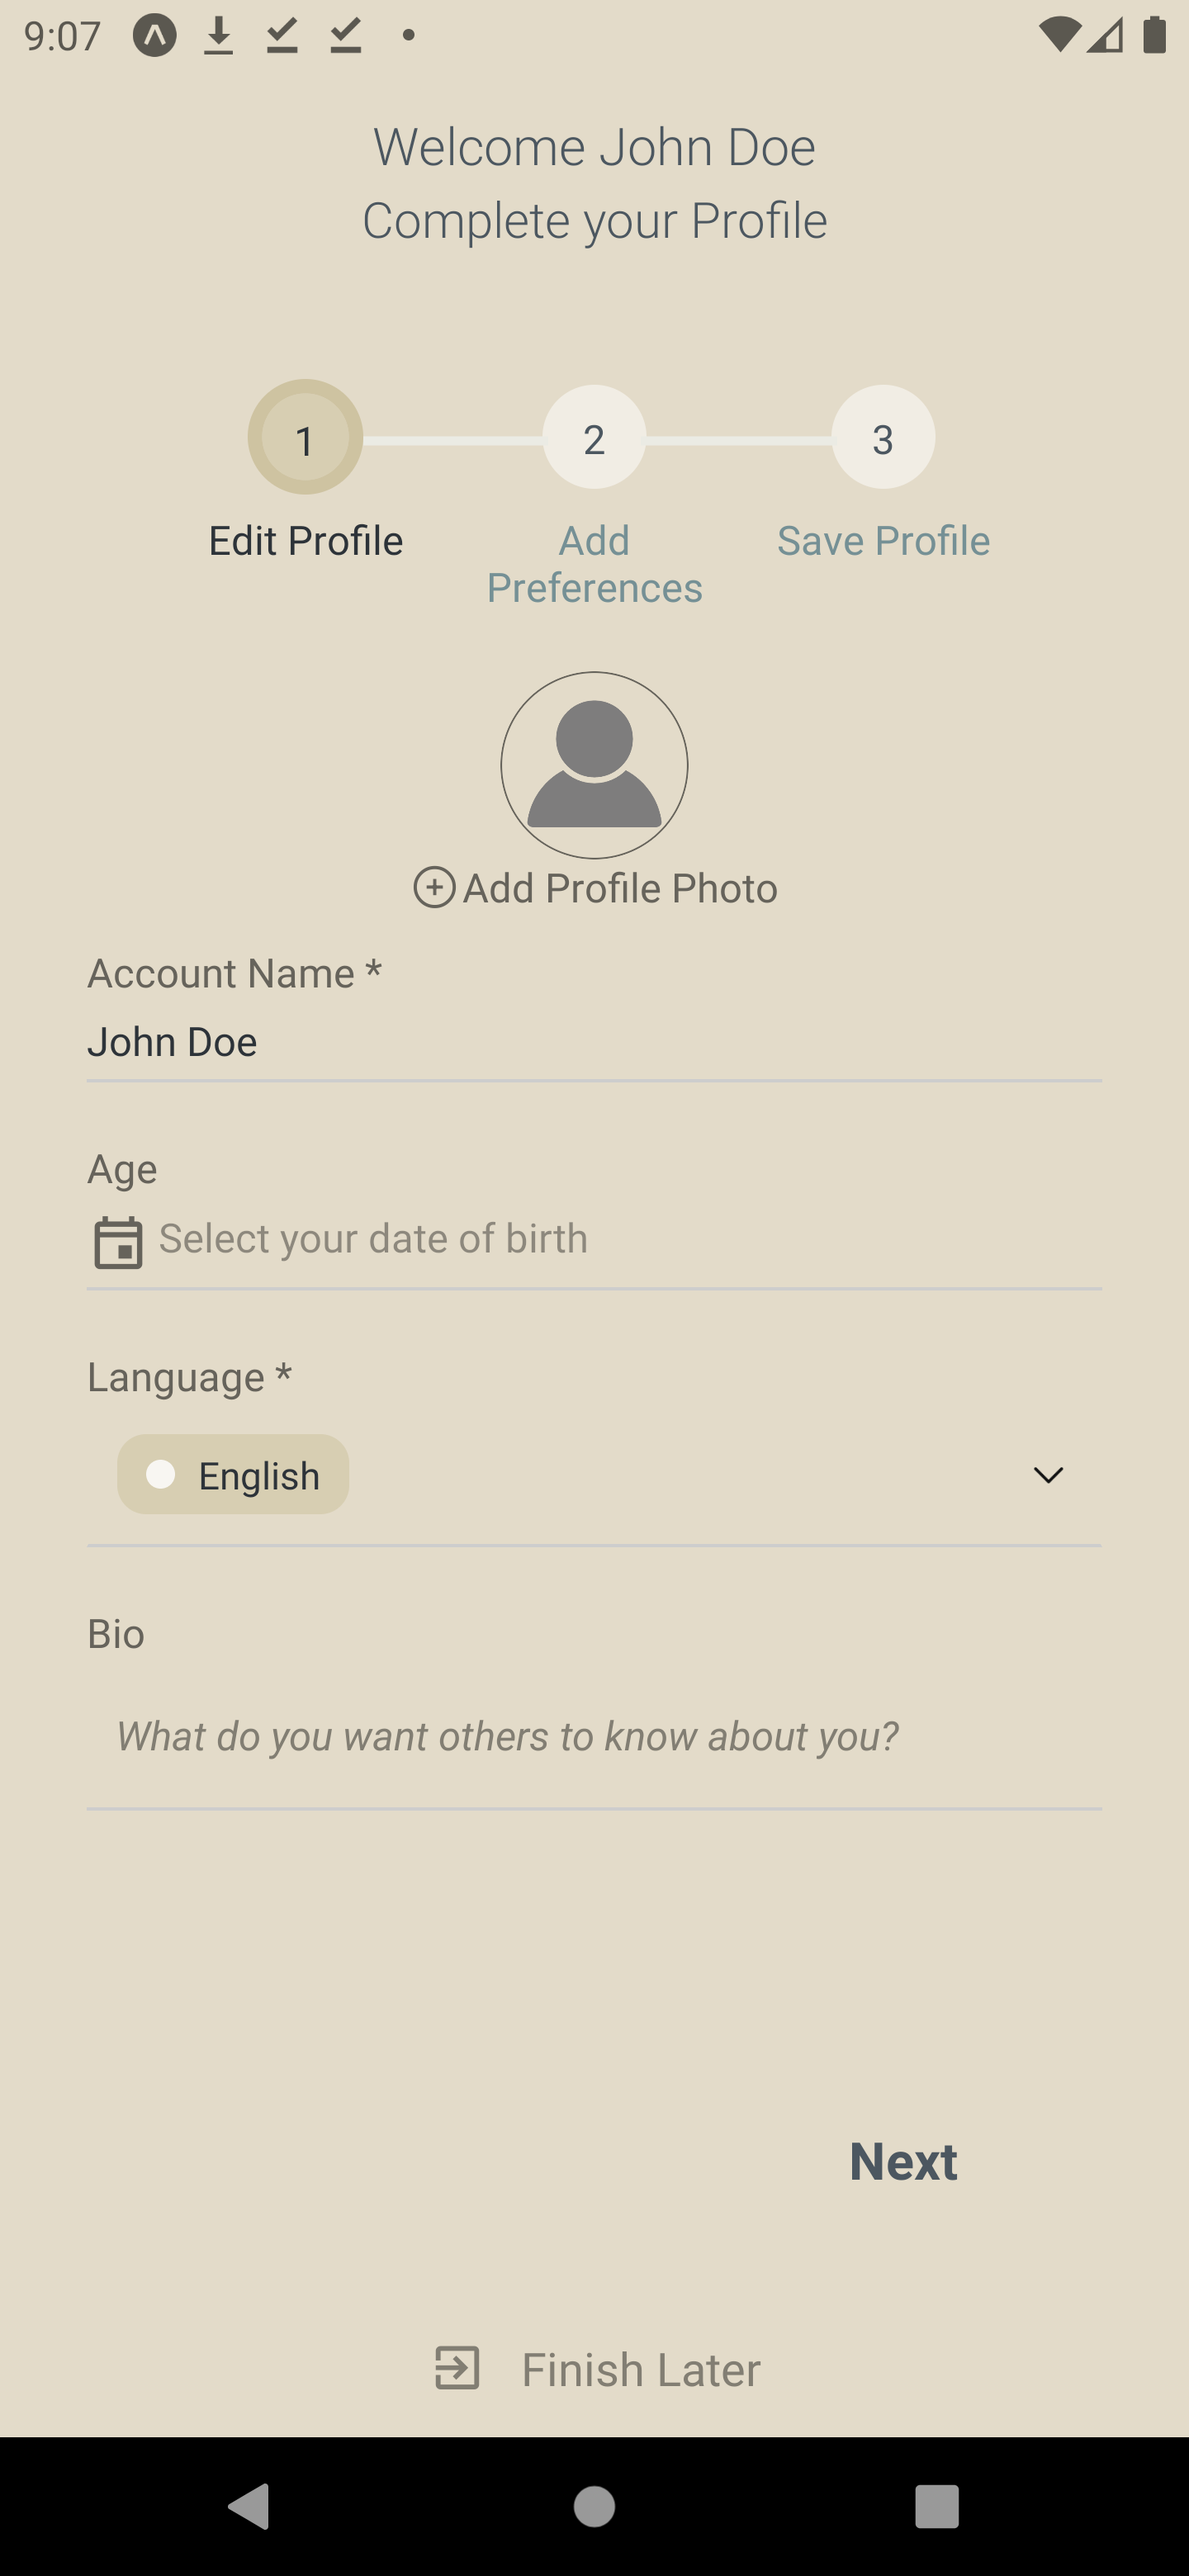 9:07
Welcome John Doe
Complete your Profile
1
2
3
Edit Profile
Add
Preferences
Save Profile
Add Profile Photo
Account Name *
John Doe
Age
Select your date of birth
Language *
English
Bio
What do you want others to know about you?
Next
Finish Later